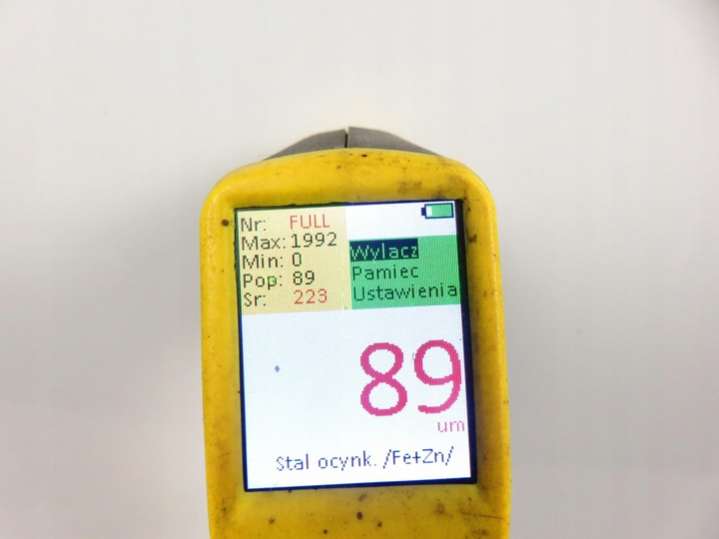 Nr: FULL
Max: 1992
Min: 0
Pop: 89
Sr: 223
Wylacz
Pamiec
Ustawienia
89
um
Stal ocynk. /Fe+Zn/